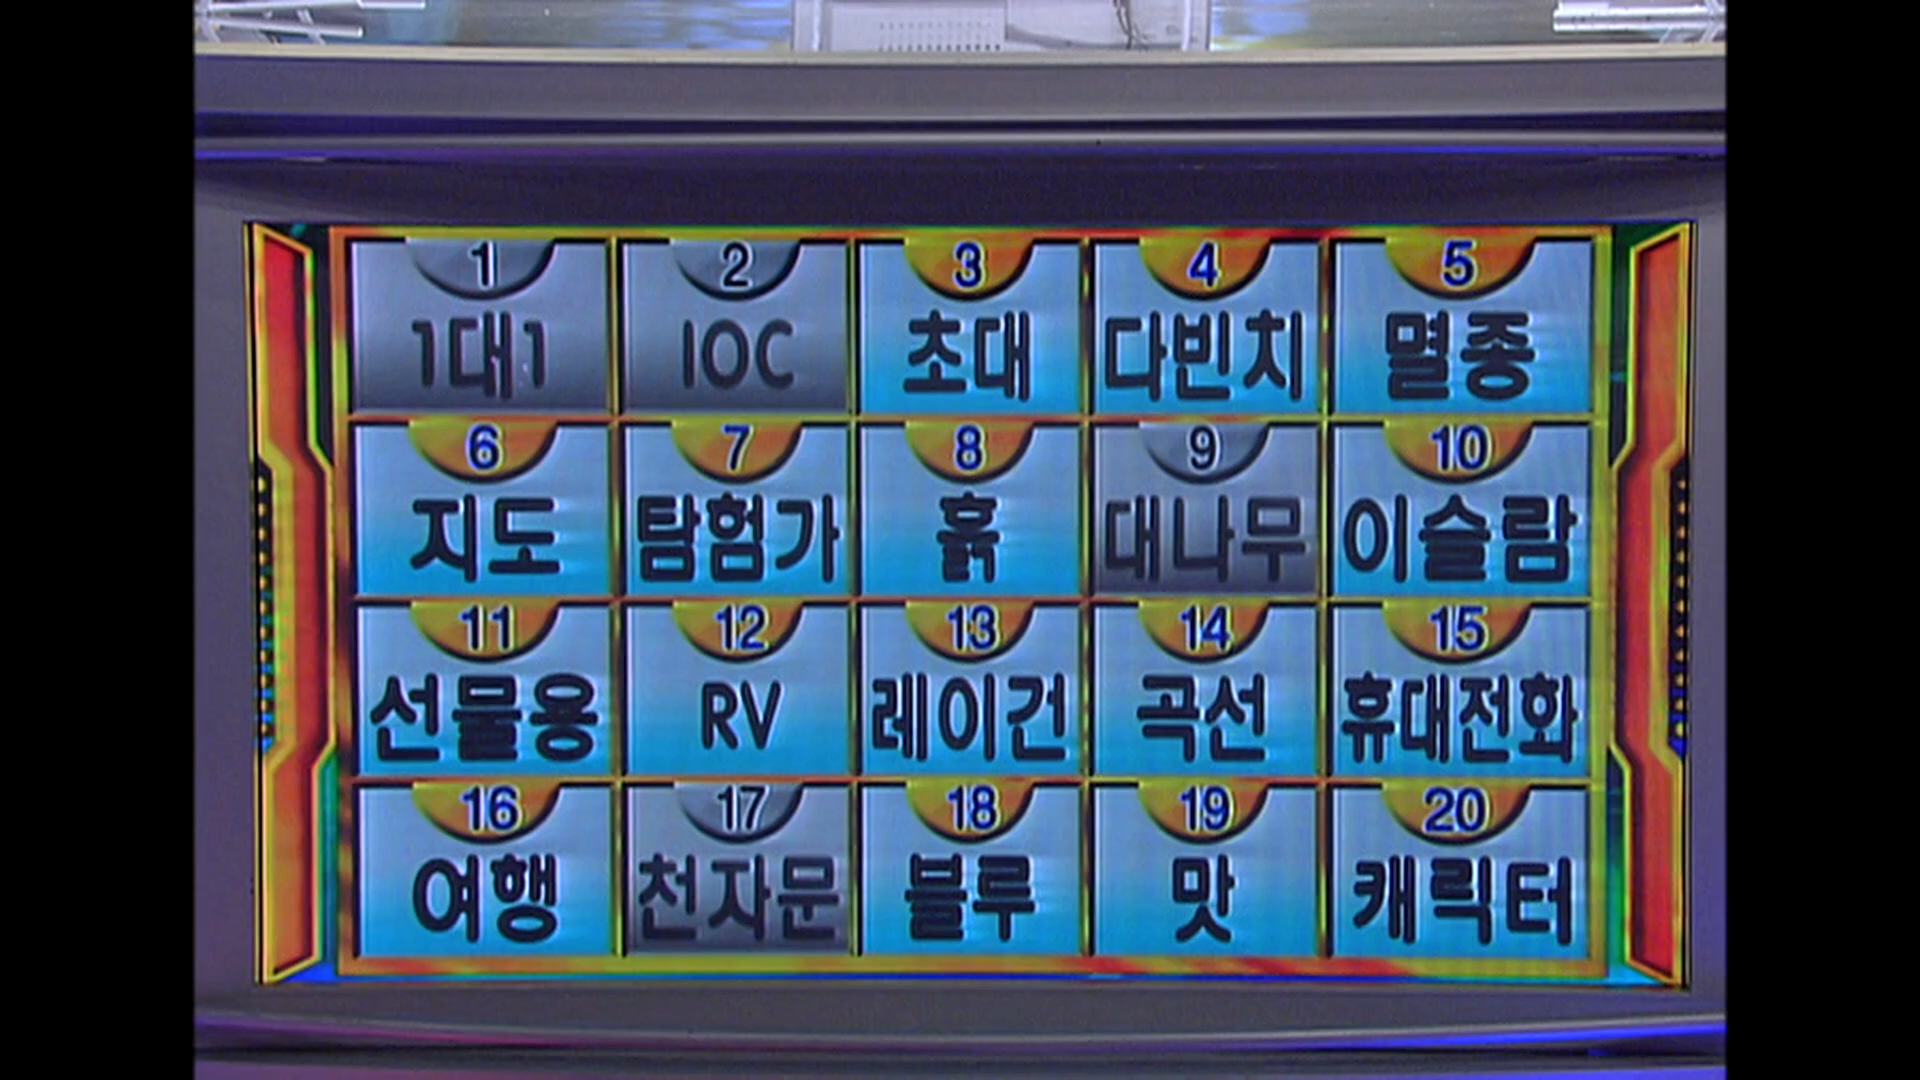 1 2 3 4 5
1대1 IOC 초대 다빈치 멸종
6 7 8 9 10
지도 탐험가 흙 대나무 이슬람
11 12 13 14 15
선물용 RV 레이건 곡선 휴대전화
16 17 18 19 20
여행 천자문 블루 맛 캐릭터